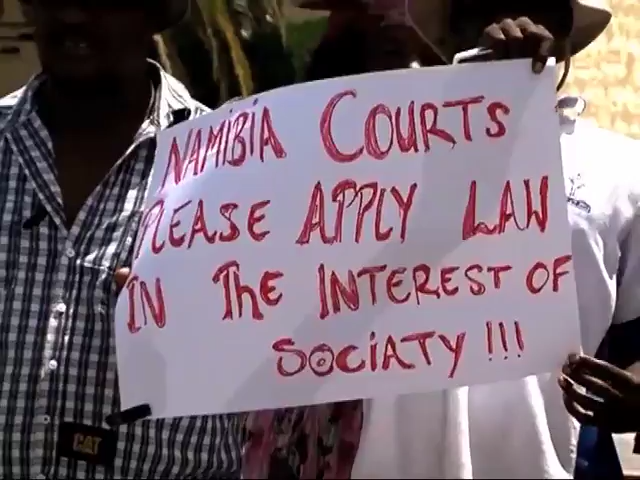 NAMIBIA COURTS
PLEASE APPLY LAW
IN THE INTEREST OF
SOCIATY !!!
CAT